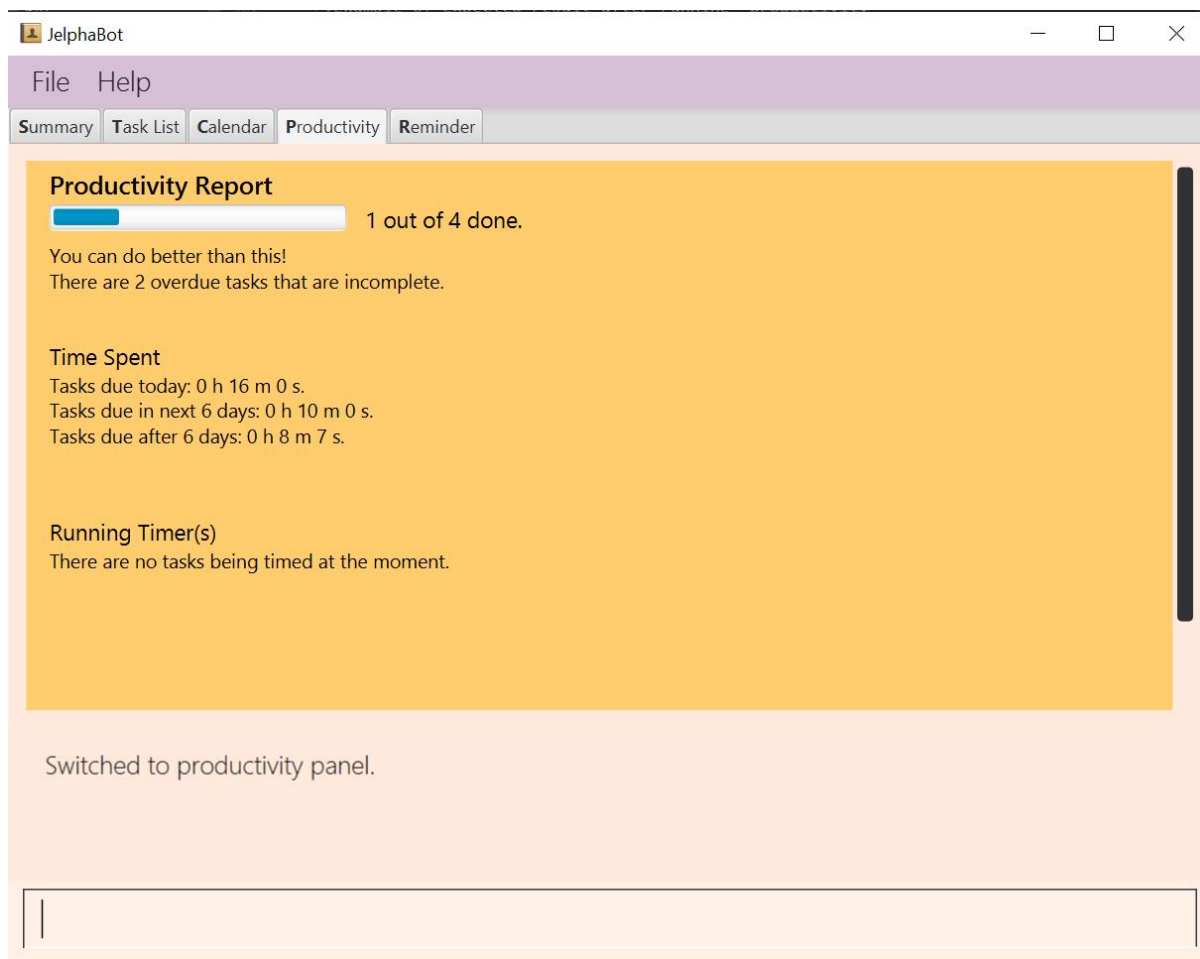 JelphaBot
File Help
Summary Task List Calendar Productivity Reminder
Productivity Report
1 out of 4 done.
You can do better than this!
There are 2 overdue tasks that are incomplete.
Time Spent
Tasks due today: 0 h 16 m 0 s.
Tasks due in next 6 days: 0 h 10 m 0 s.
Tasks due after 6 days: 0 h 8 m 7 s.
Running Timer(s)
There are no tasks being timed at the moment.
Switched to productivity panel.